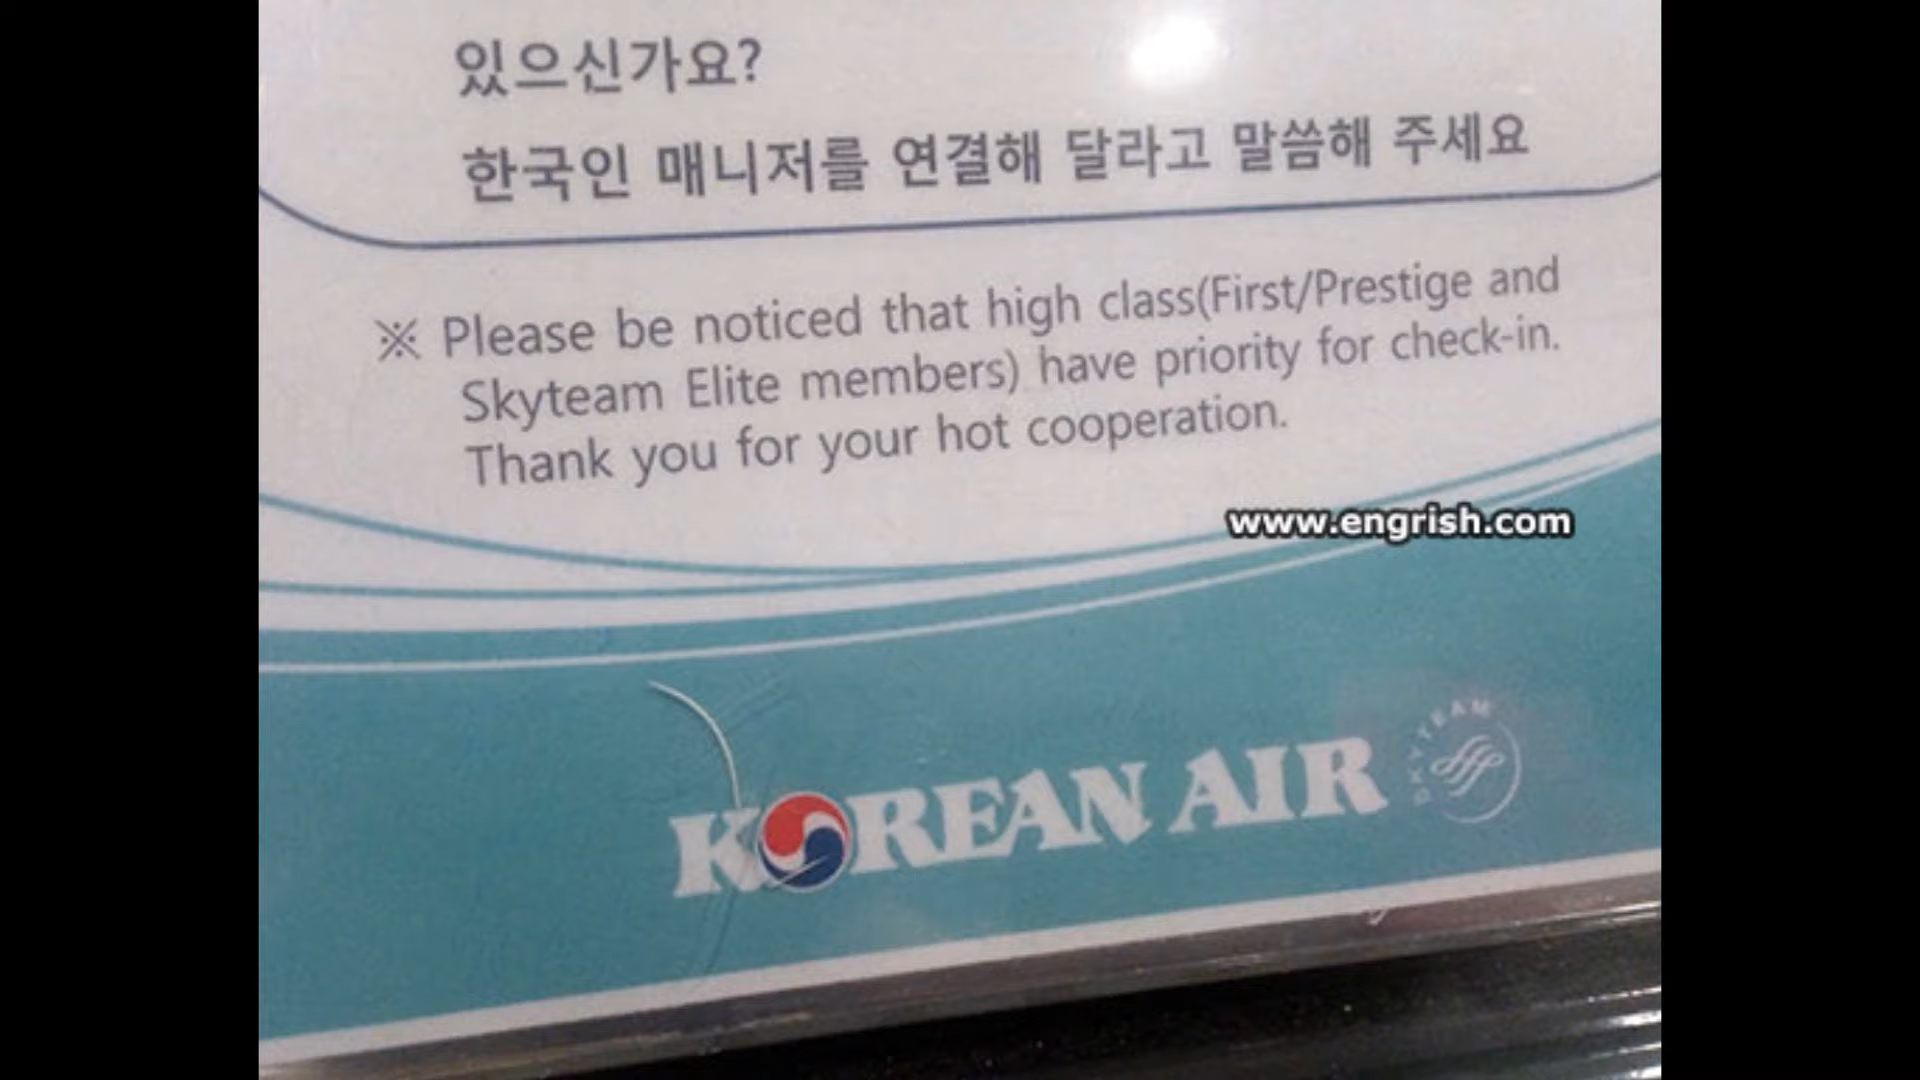 있으신가요?
한국인 매니저를 연결해 달라고 말씀해 주세요
※ Please be noticed that high class(First/Prestige and
Skyteam Elite members) have priority for check-in.
Thank you for your hot cooperation.
www.engrish.com
KOREAN AIR
SKYTEAM